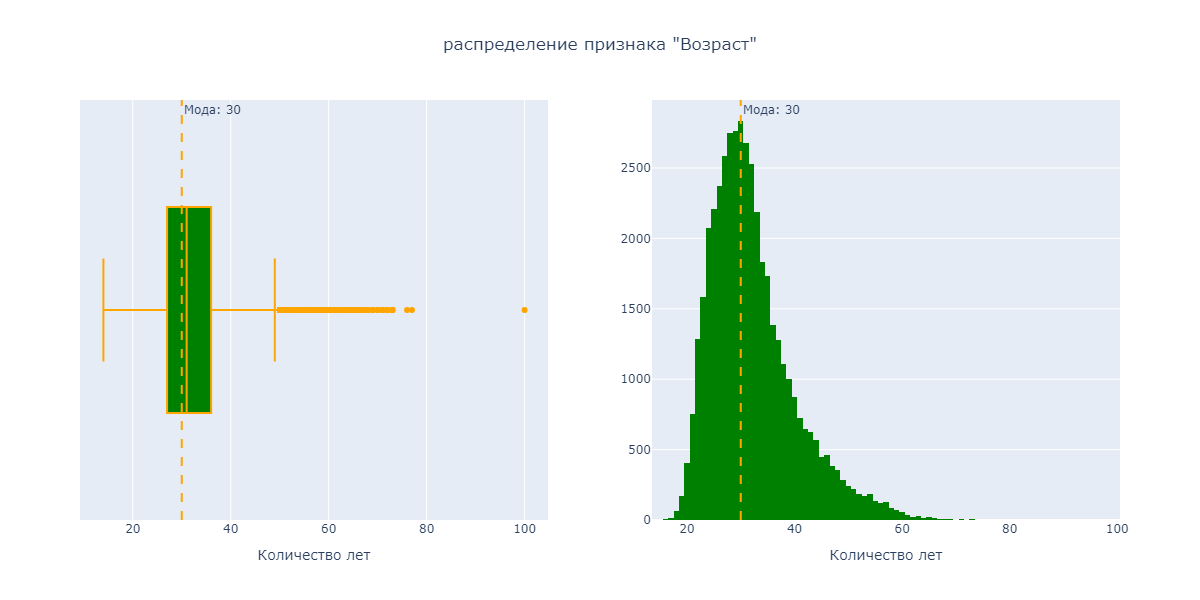 распределение признака "Возраст"
Мода: 30
20 40 60 80 100
Количество лет
Мода: 30
2500
2000
1500
1000
500
0
20 40 60 80 100
Количество лет